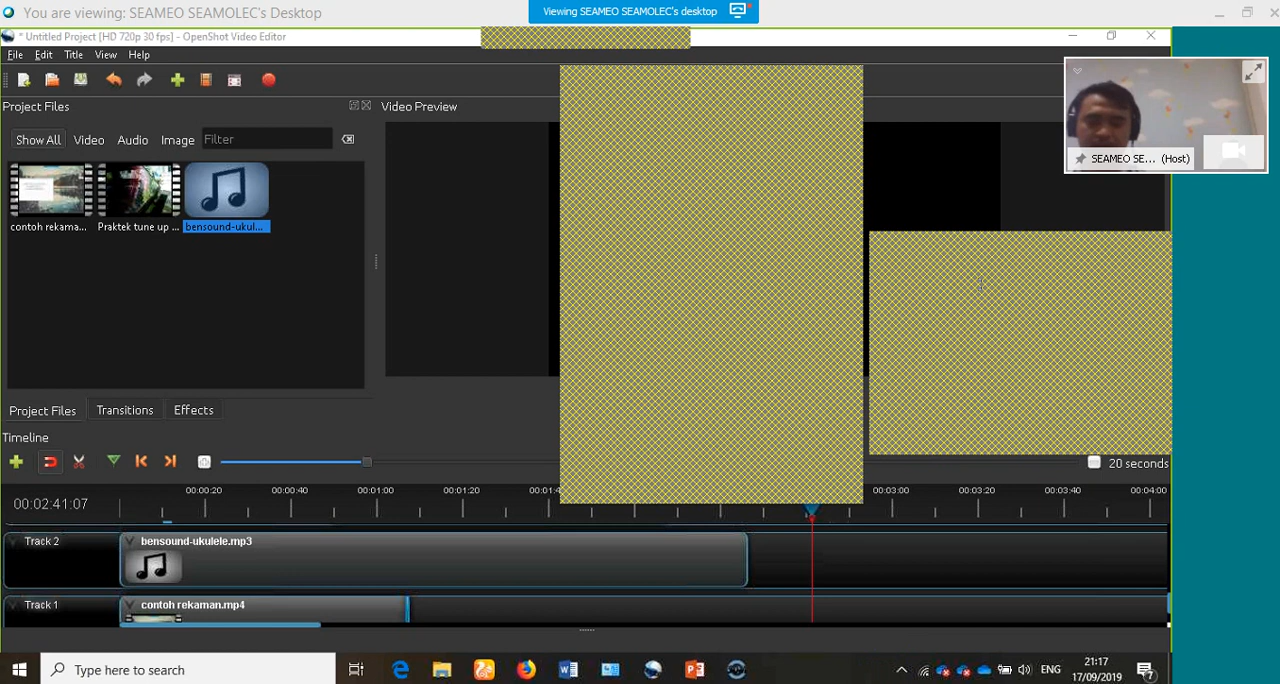 You are viewing: SEAMEO SEAMOLEC's Desktop
Viewing SEAMEO SEAMOLEC's desktop
* Untitled Project [HD 720p 30 fps] - OpenShot Video Editor
File Edit Title View Help
Project Files
Video Preview
Show All Video Audio Image Filter
contoh rekama... Praktek tune up ... bensound-ukul...
SEAMEO SE... (Host)
Project Files Transitions Effects
Timeline
20 seconds
00:02:41:07
00:00:20 00:00:40 00:01:00 00:01:20 00:01:4 00:03:00 00:03:20 00:03:40 00:04:00
Track 2 bensound-ukulele.mp3
Track 1 contoh rekaman.mp4
Type here to search
ENG
21:17
17/09/2019
7